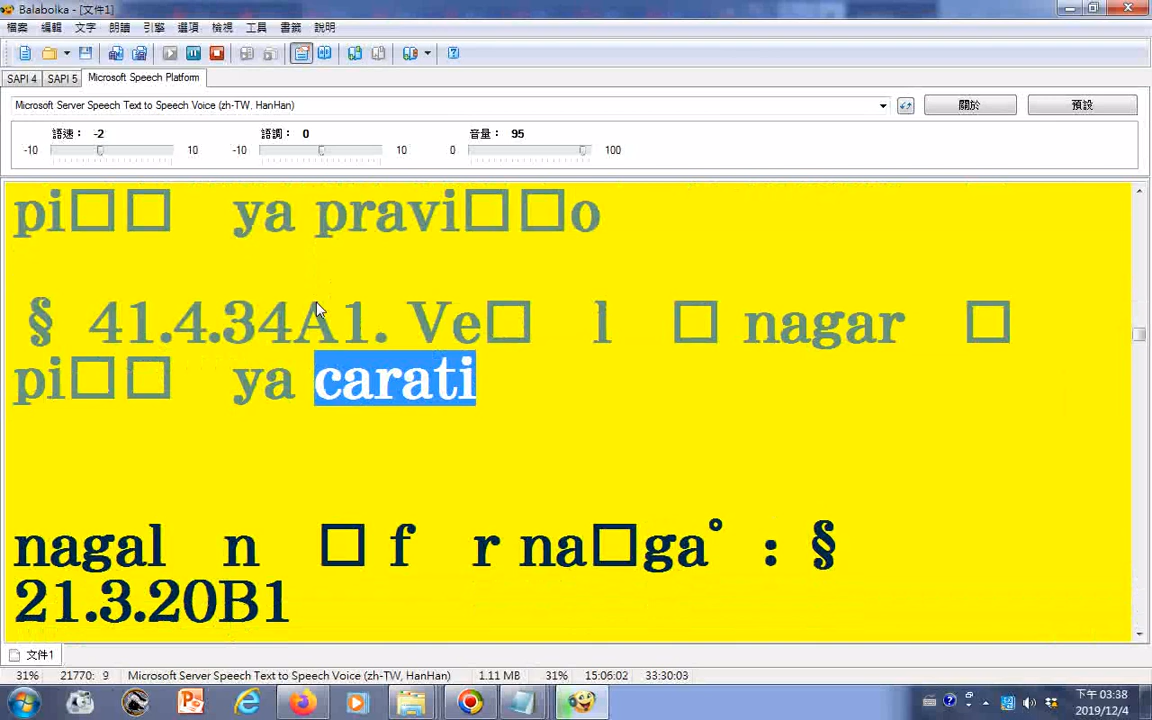 Balabolka - [文件1]
檔案 編輯 文字 朗讀 引擎 選項 檢視 工具 書籤 說明
SAPI 4 SAPI 5 Microsoft Speech Platform
Microsoft Server Speech Text to Speech Voice (zh-TW, HanHan) 關於 預設
語速： -2 語調： 0 音量： 95
-10 10 -10 10 0 100
pi□□ ya pravi□□o
§ 41.4.34A1. Ve□ l □ nagar □
pi□□ ya carati
nagal n □ f r na□ga° : §
21.3.20B1
文件1
31% 21770: 9 Microsoft Server Speech Text to Speech Voice (zh-TW, HanHan) 1.11 MB 31% 15:06:02 33:30:03
下午 03:38
2019/12/4